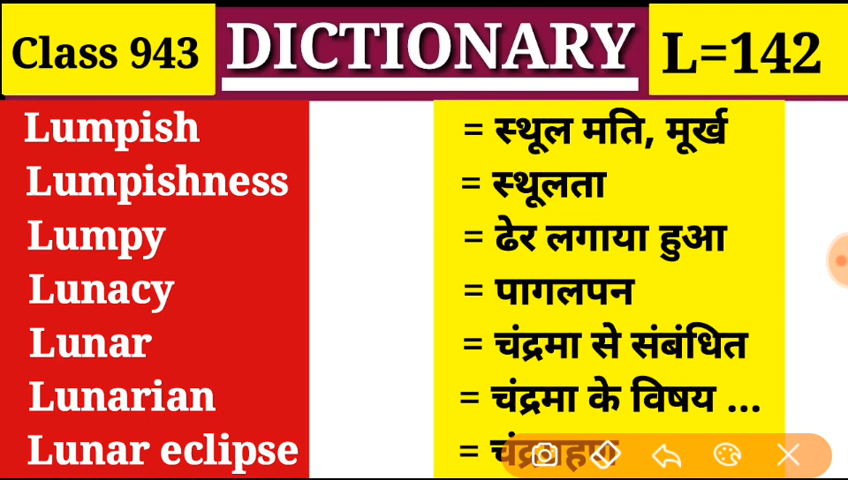 Class 943 DICTIONARY L=142
Lumpish = स्थूल मति, मूर्ख
Lumpishness = स्थूलता
Lumpy = ढेर लगाया हुआ
Lunacy = पागलपन
Lunar = चंद्रमा से संबंधित
Lunarian = चंद्रमा के विषय ...
Lunar eclipse =